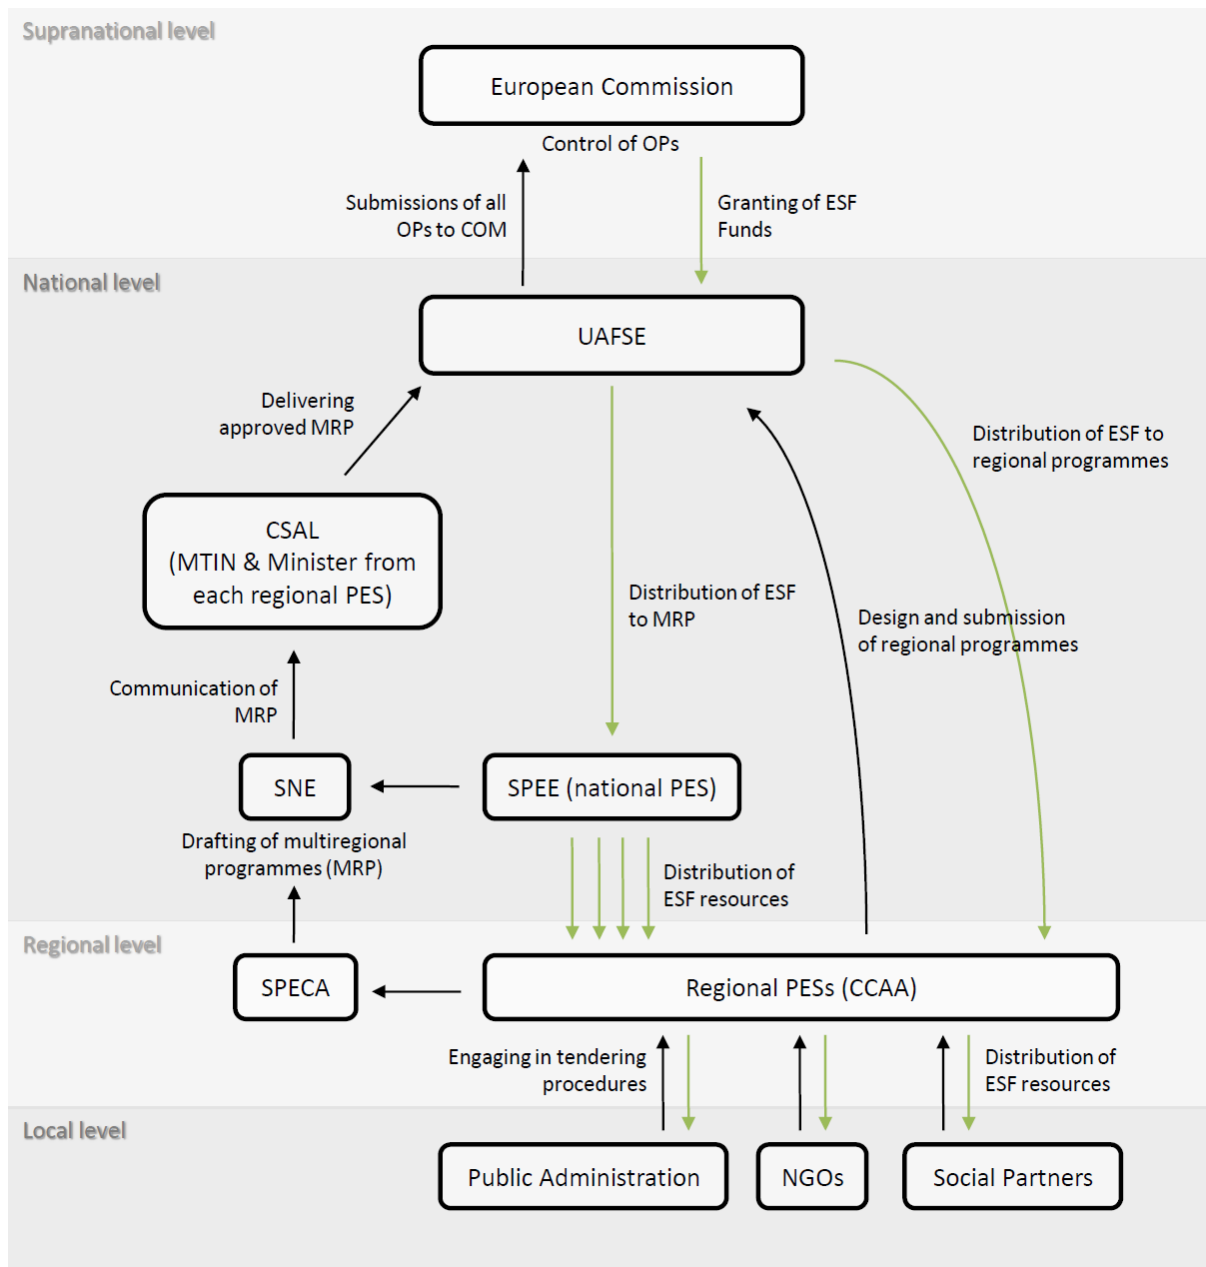 Supranational level
European Commission
Control of OPs
Submissions of all
OPs to COM
Granting of ESF
Funds
National level
UAFSE
Delivering
approved MRP
Distribution of ESF to
regional programmes
CSAL
(MTIN & Minister from
each regional PES)
Distribution of ESF
to MRP
Design and submission
of regional programmes
Communication of
MRP
SNE
SPEE (national PES)
Drafting of multiregional
programmes (MRP)
Distribution of
ESF resources
Regional level
SPECA
Regional PESs (CCAA)
Engaging in tendering
procedures
Distribution of
ESF resources
Local level
Public Administration
NGOs
Social Partners